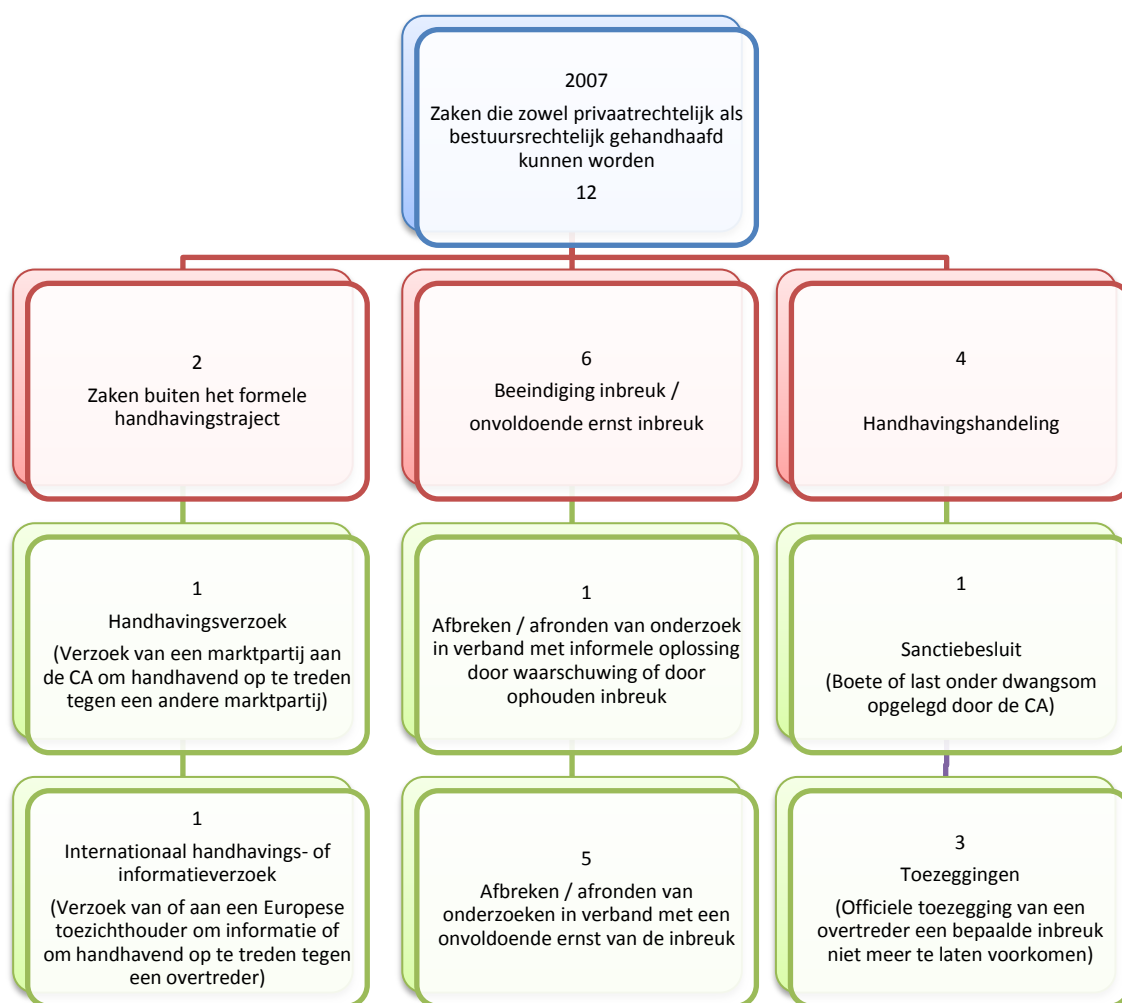 2007
Zaken die zowel privaatrechtelijk als
bestuursrechtelijk gehandhaafd
kunnen worden
12
2
Zaken buiten het formele
handhavingstraject
6
Beeindiging inbreuk /
onvoldoende ernst inbreuk
4
Handhavingshandeling
1
Handhavingsverzoek
(Verzoek van een marktpartij aan
de CA om handhavend op te treden
tegen een andere marktpartij)
1
Afbreken / afronden van onderzoek
in verband met informele oplossing
door waarschuwing of door
ophouden inbreuk
1
Sanctiebesluit
(Boete of last onder dwangsom
opgelegd door de CA)
1
Internationaal handhavings- of
informatieverzoek
(Verzoek van of aan een Europese
toezichthouder om informatie of
om handhavend op te treden tegen
een overtreder)
5
Afbreken / afronden van
onderzoeken in verband met een
onvoldoende ernst van de inbreuk
3
Toezeggingen
(Officiele toezegging van een
overtreder een bepaalde inbreuk
niet meer te laten voorkomen)